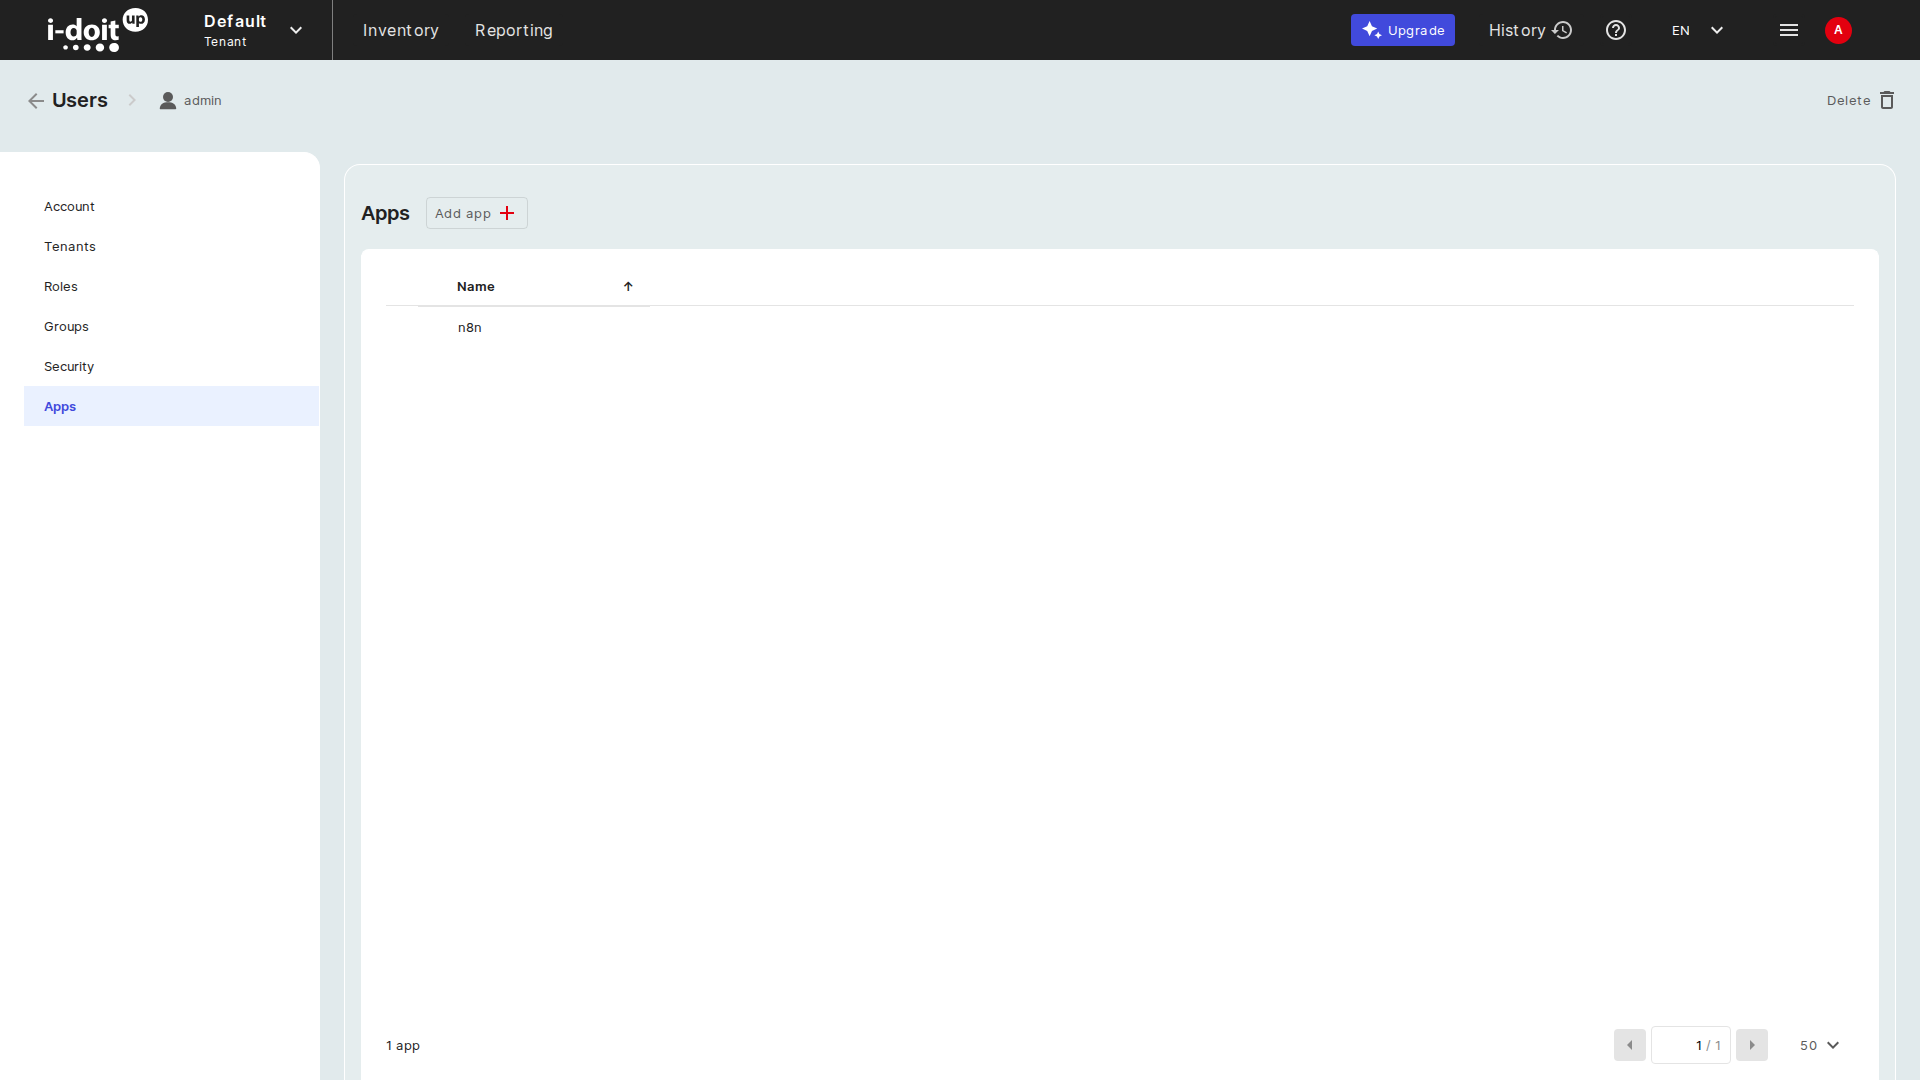 i-doit up
Default
Tenant
Inventory
Reporting
Upgrade
History
EN
A
Users
admin
Delete
Account
Tenants
Roles
Groups
Security
Apps
Apps
Add app
Name
n8n
1 app
1 / 1
50